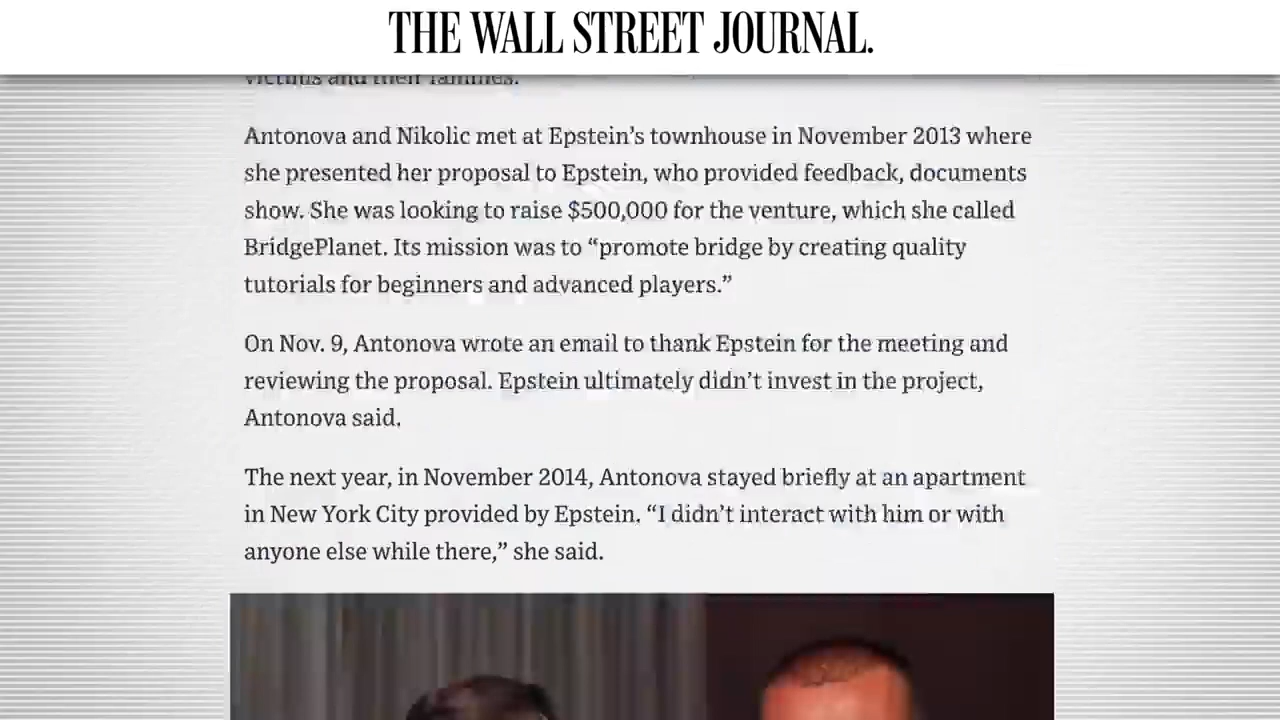 THE WALL STREET JOURNAL.
victims and their families.
Antonova and Nikolic met at Epstein’s townhouse in November 2013 where
she presented her proposal to Epstein, who provided feedback, documents
show. She was looking to raise $500,000 for the venture, which she called
BridgePlanet. Its mission was to “promote bridge by creating quality
tutorials for beginners and advanced players.”
On Nov. 9, Antonova wrote an email to thank Epstein for the meeting and
reviewing the proposal. Epstein ultimately didn’t invest in the project,
Antonova said.
The next year, in November 2014, Antonova stayed briefly at an apartment
in New York City provided by Epstein. “I didn’t interact with him or with
anyone else while there,” she said.